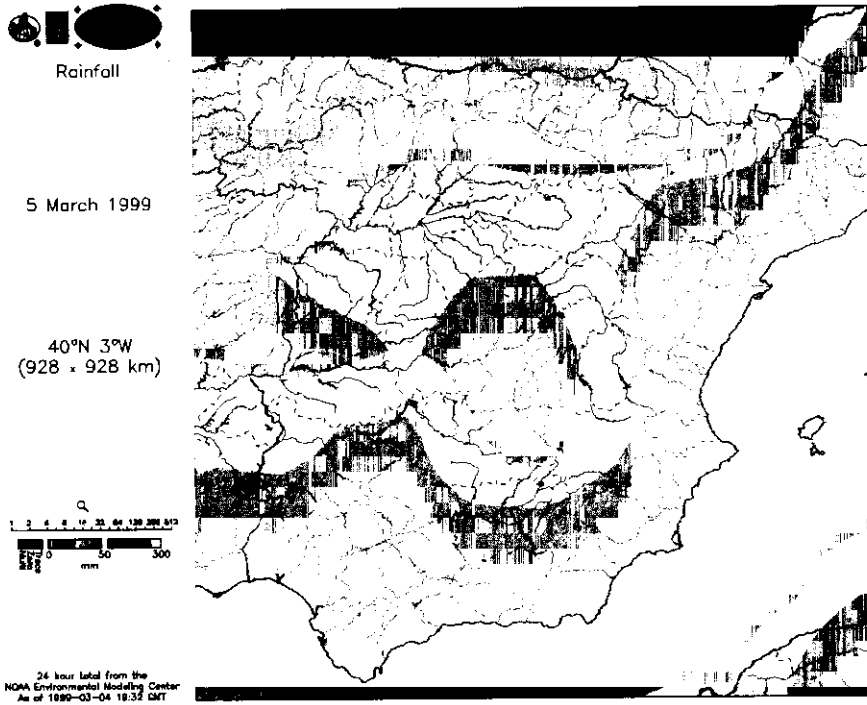 Rainfall
5 March 1999
40°N 3°W
(928 x 928 km)
1 2 4 8 16 32 64 128 256 512
Trace
0 50 300
mm
24 hour total from the
NOAA Environmental Modeling Center
As of 1999-03-04 18:32 GMT